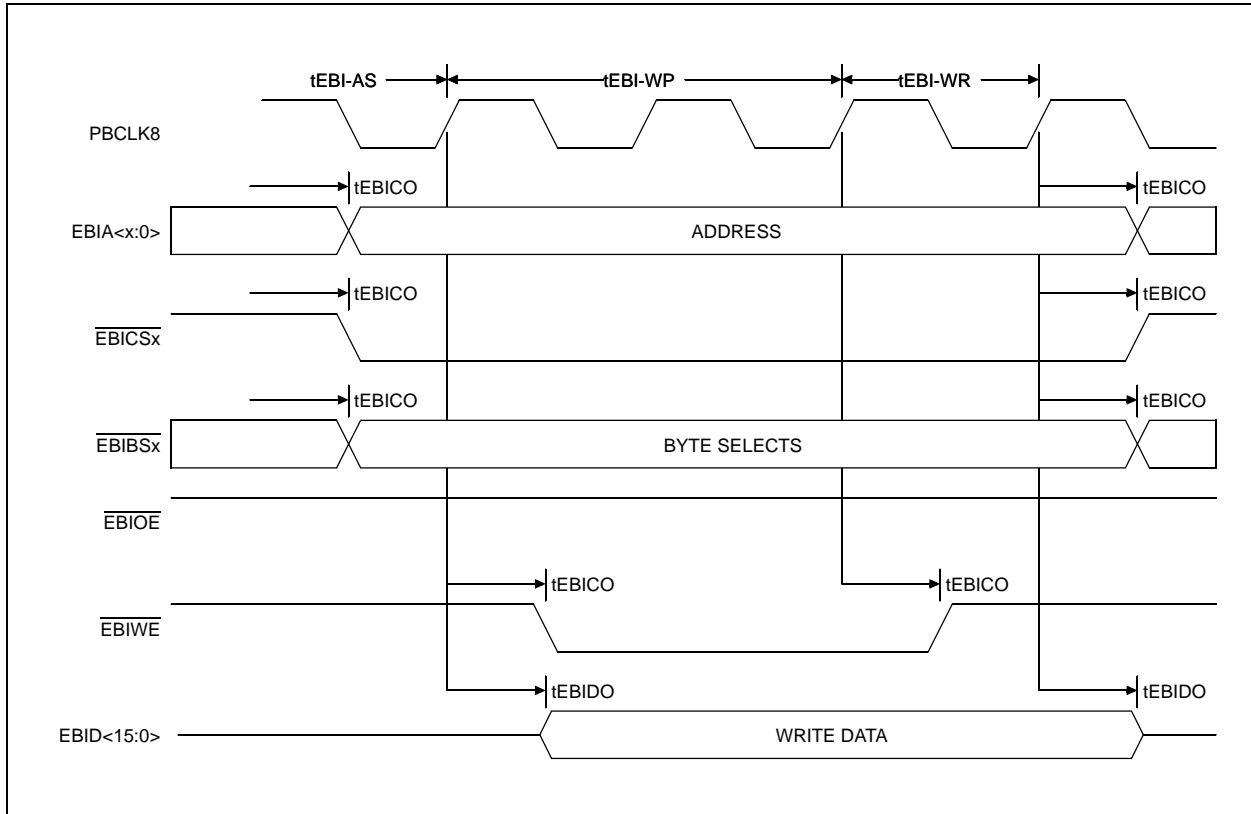 tEBI-AS tEBI-WP tEBI-WR
PBCLK8
tEBICO tEBICO
EBIA<x:0> ADDRESS
tEBICO tEBICO
EBICSx
tEBICO tEBICO
EBIBSx BYTE SELECTS
EBIOE
tEBICO tEBICO
EBIWE
tEBIDO tEBIDO
EBID<15:0> WRITE DATA